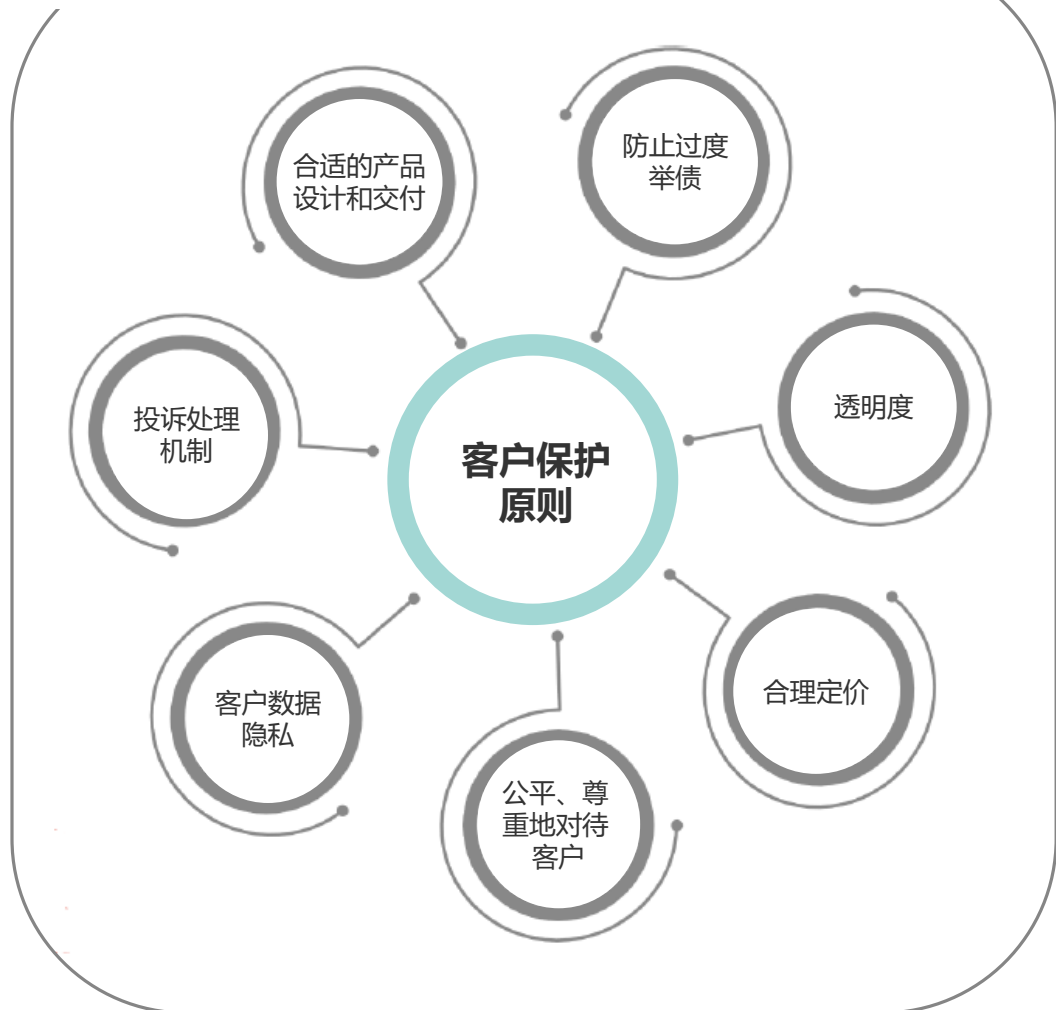 合适的产品
设计和交付
防止过度
举债
透明度
投诉处理
机制
客户保护
原则
合理定价
客户数据
隐私
公平、尊
重地对待
客户